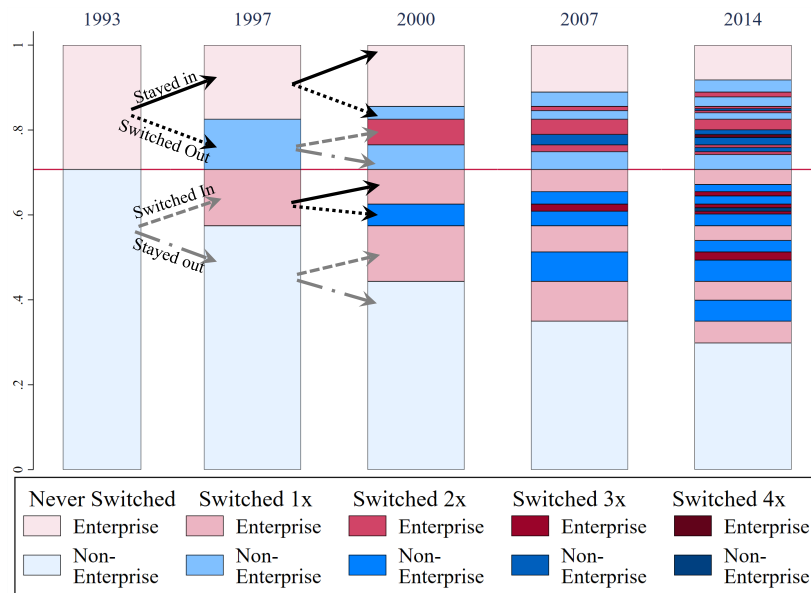 1993 1997 2000 2007 2014
1
.8
.6
.4
.2
0
Stayed in
Switched Out
Switched In
Stayed out
Never Switched Switched 1x Switched 2x Switched 3x Switched 4x
Enterprise Enterprise Enterprise Enterprise Enterprise
Non- Non- Non- Non- Non-
Enterprise Enterprise Enterprise Enterprise Enterprise